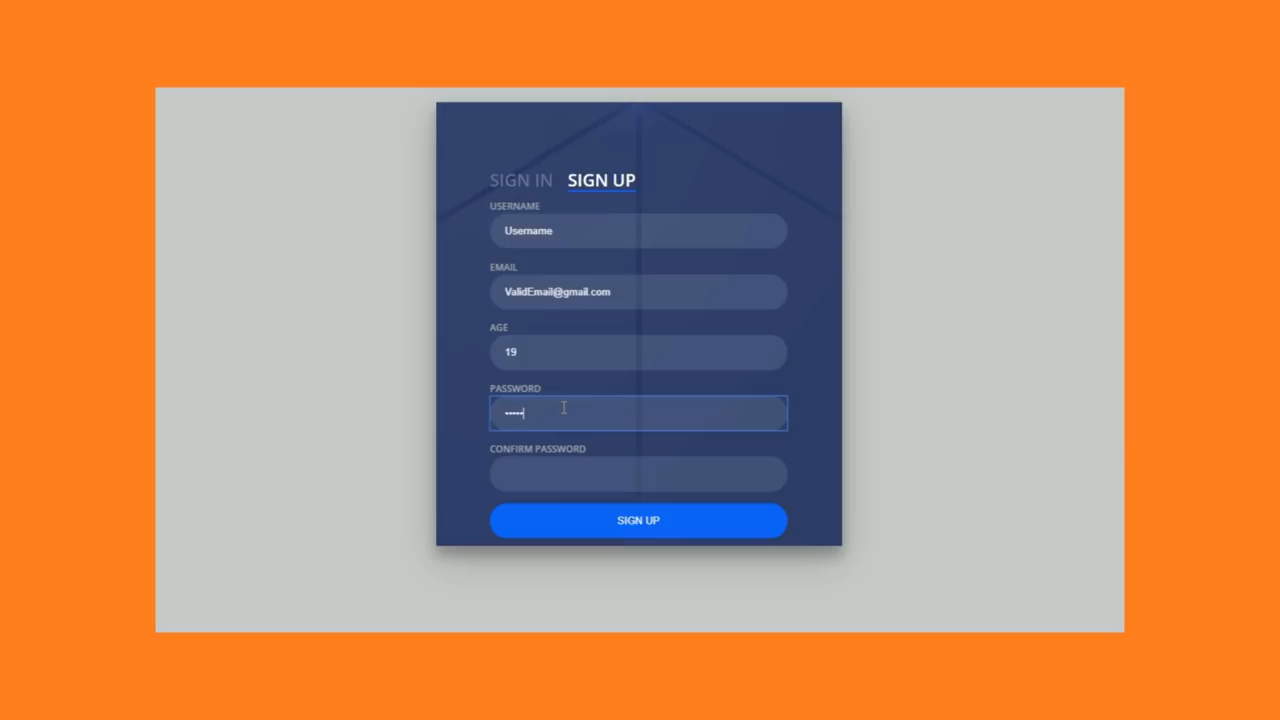 SIGN IN SIGN UP
USERNAME
Username
EMAIL
ValidEmail@gmail.com
AGE
19
PASSWORD
-----
CONFIRM PASSWORD
SIGN UP